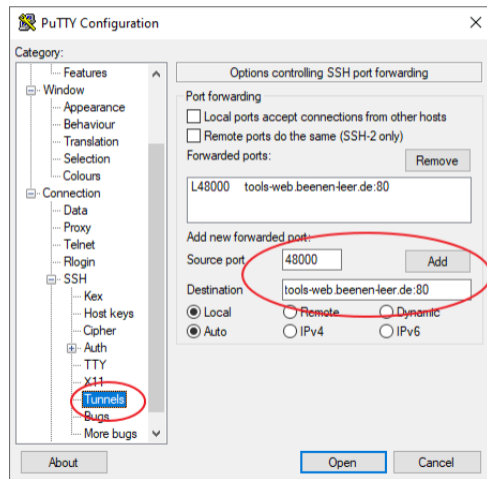 PuTTY Configuration
Category:
Features
Window
Appearance
Behaviour
Translation
Selection
Colours
Connection
Data
Proxy
Telnet
Rlogin
SSH
Kex
Host keys
Cipher
Auth
TTY
X11
Tunnels
Bugs
More bugs
Options controlling SSH port forwarding
Port forwarding
Local ports accept connections from other hosts
Remote ports do the same (SSH-2 only)
Forwarded ports:
Remove
L48000 tools-web.beenen-leer.de:80
Add new forwarded port:
Source port 48000 Add
Destination tools-web.beenen-leer.de:80
Local Remote Dynamic
Auto IPv4 IPv6
About Open Cancel